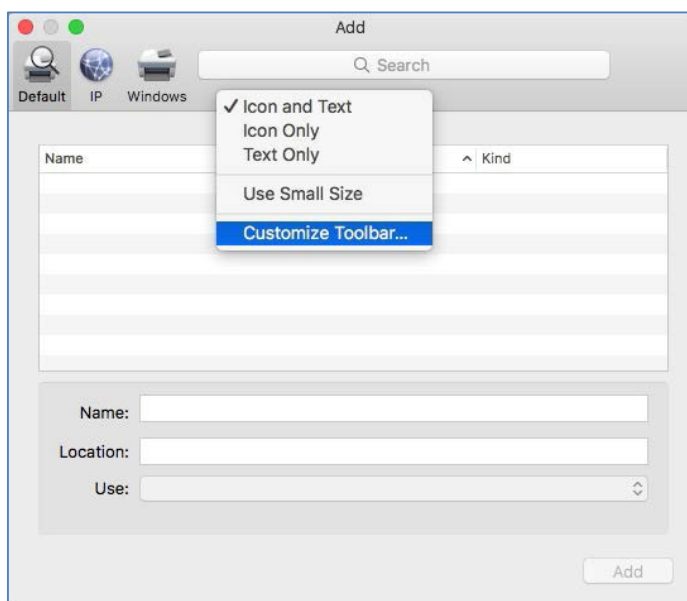 Add
Search
Default IP Windows
✓ Icon and Text
Icon Only
Text Only
Use Small Size
Customize Toolbar...
Name Kind
Name:
Location:
Use:
Add